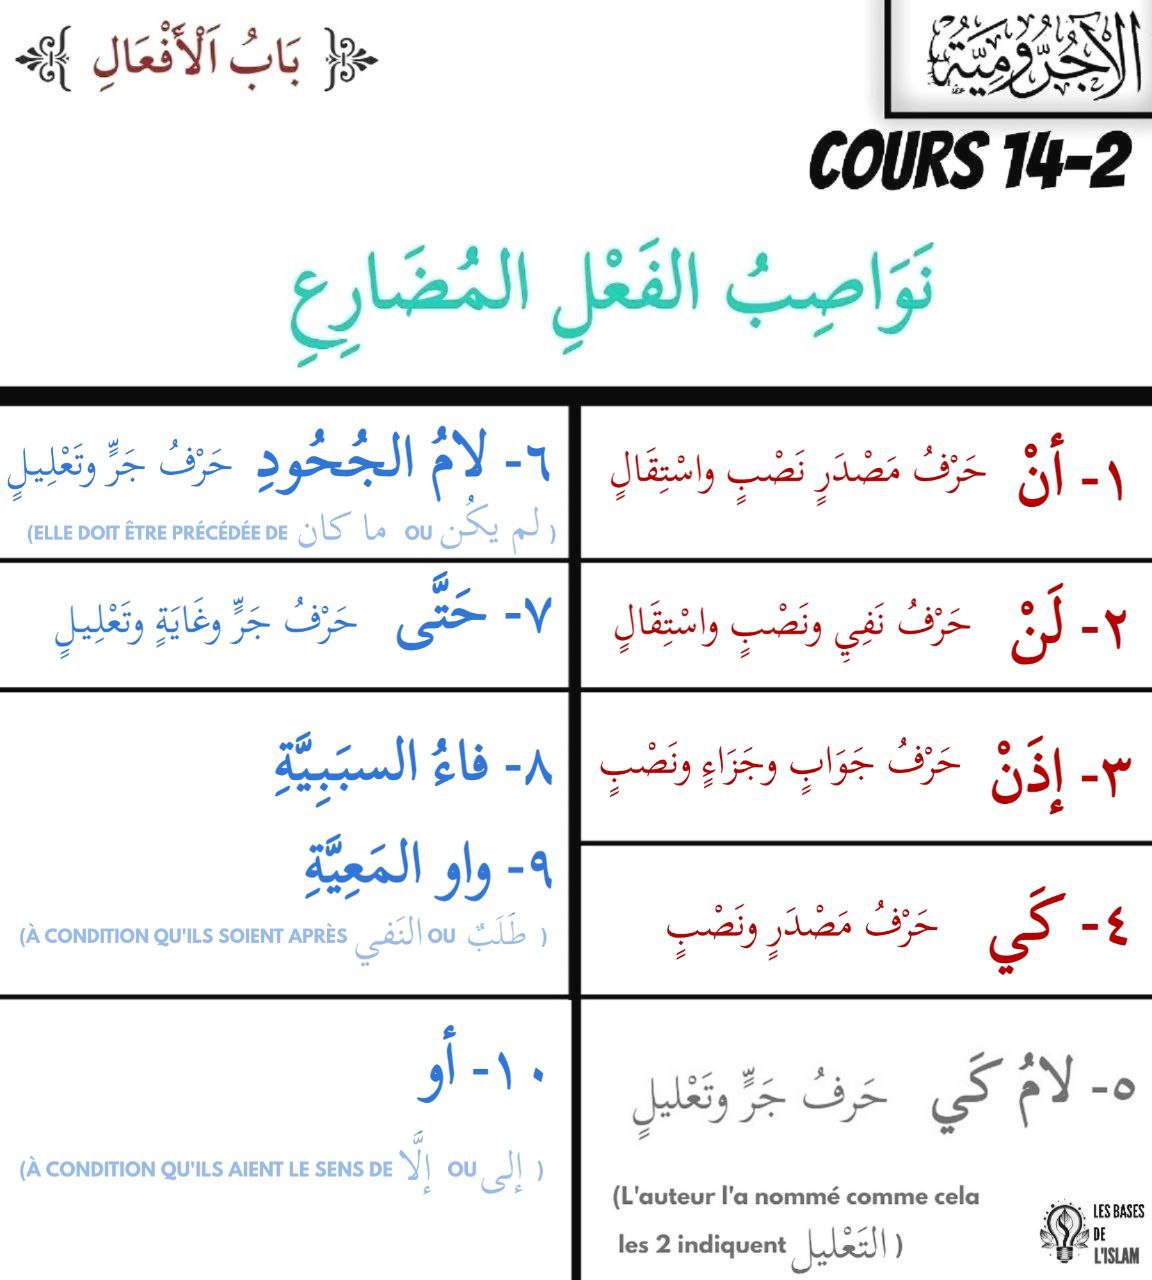 الآجُرُّومِيَّة
بَابُ اَلْأَفْعَالِ
COURS 14-2
نَوَاصِبُ الفَعْلِ المُضَارِعِ
١- أَنْ حَرْفُ مَصْدَرٍ نَصْبٍ واسْتِقَالٍ
٢- لَنْ حَرْفُ نَفِيِ ونَصْبٍ واسْتِقَالٍ
٣- إِذَنْ حَرْفُ جَوَابٍ وجَزَاءٍ ونَصْبٍ
٤- كَي حَرْفُ مَصْدَرٍ ونَصْبٍ
٥- لامُ كَي حَرفُ جَرٍّ وتَعْليلٍ
(L'auteur l'a nommé comme cela
les 2 indiquent التَعْليل)
٦- لامُ الجُحُودِ حَرْفُ جَرٍّ وتَعْلِيلٍ
(ELLE DOIT ÊTRE PRÉCÉDÉE DE ما كان OU لم يكُن)
٧- حَتَّى حَرْفُ جَرٍّ وغَايَةٍ وتَعْلِيلٍ
٨- فاءُ السبَبِيَّةِ
٩- واو المَعِيَّةِ
(À CONDITION QU'ILS SOIENT APRÈS النَفي OU طَلَبٌ)
١٠- أو
(À CONDITION QU'ILS AIENT LE SENS DE إلَّا OU إلى)
LES BASES
DE
L'ISLAM